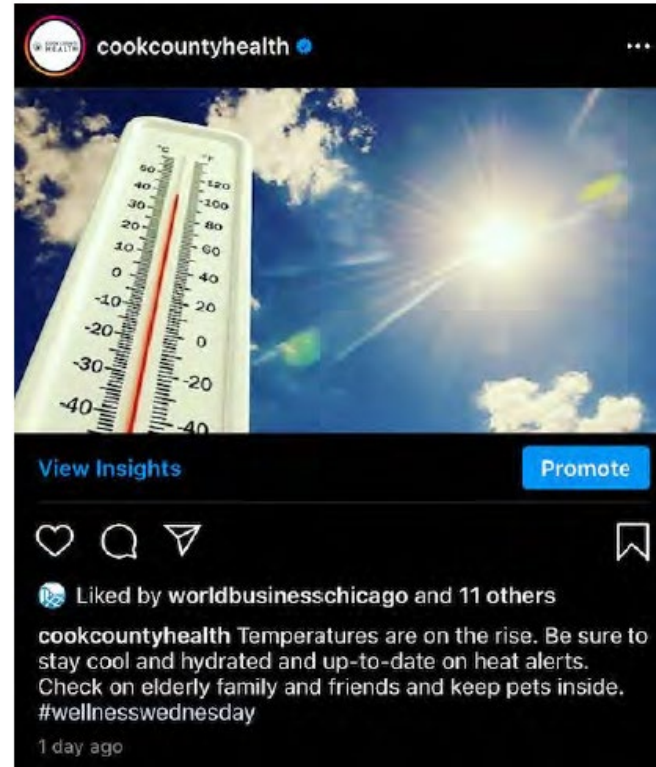 COOK COUNTY
HEALTH
cookcountyhealth
°C °F
50
40
30
20
10
0
-10
-20
-30
-40
120
100
80
60
40
20
0
-20
-40
View Insights
Promote
Liked by worldbusinesschicago and 11 others
cookcountyhealth Temperatures are on the rise. Be sure to
stay cool and hydrated and up-to-date on heat alerts.
Check on elderly family and friends and keep pets inside.
#wellnesswednesday
1 day ago